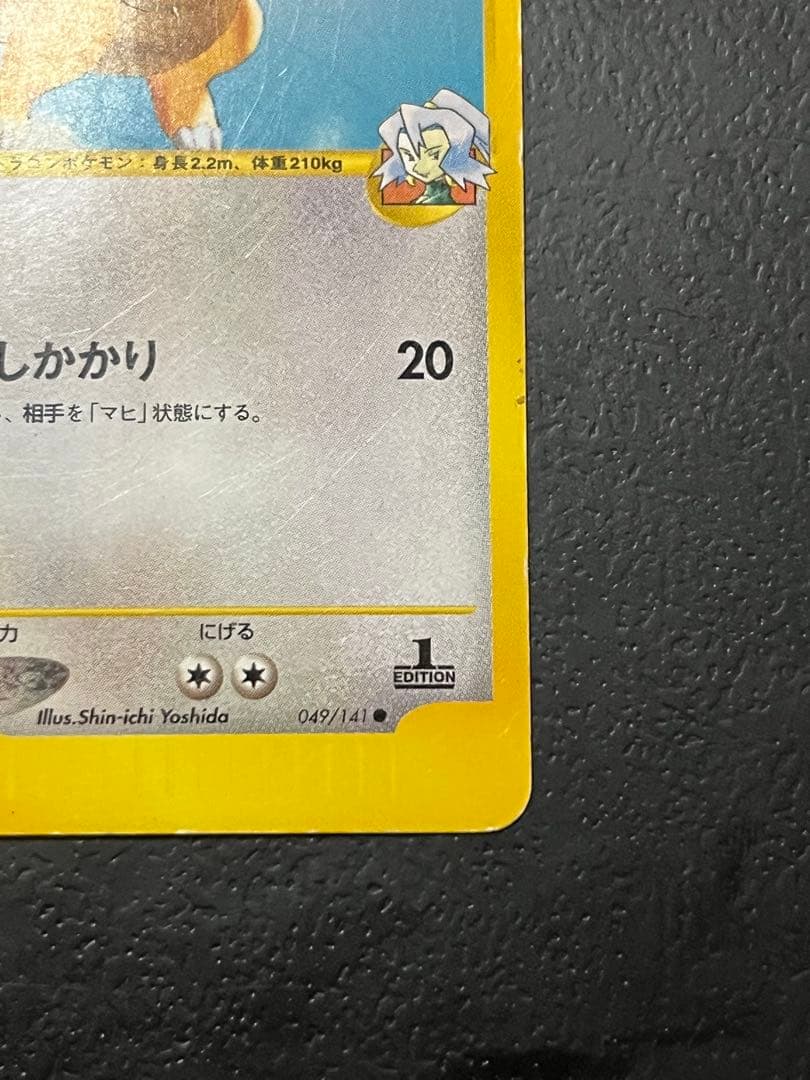 ラゴンポケモン：身長2.2m、体重210kg
しかかり 20
、相手を「マヒ」状態にする。
力 にげる
1
EDITION
Illus.Shin-ichi Yoshida 049/141 ●